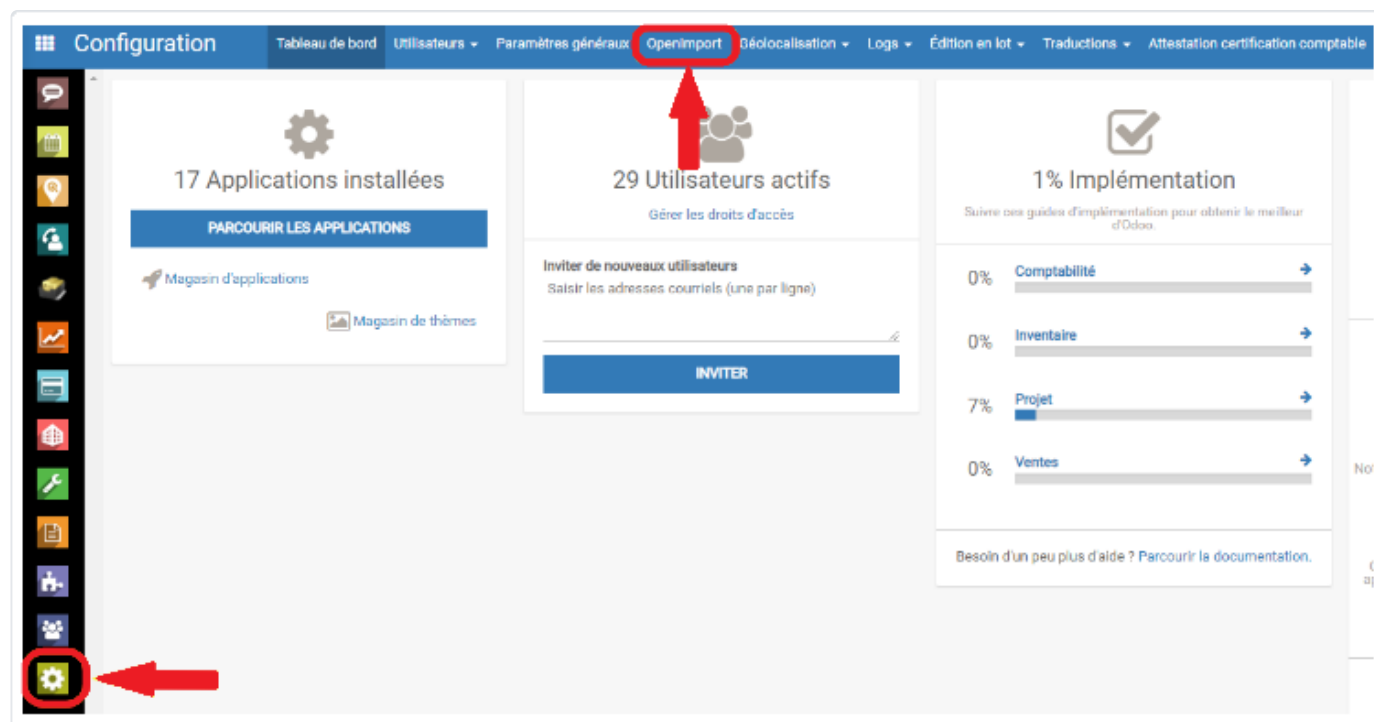 Configuration
Tableau de bord Utilisateurs Paramètres généraux OpenImport Géolocalisation Logs Édition en lot Traductions Attestation certification comptable
17 Applications installées
PARCOURIR LES APPLICATIONS
Magasin d'applications
Magasin de thèmes
29 Utilisateurs actifs
Gérer les droits d'accès
Inviter de nouveaux utilisateurs
Saisir les adresses courriels (une par ligne)
INVITER
1% Implémentation
Suivre ces guides d'implémentation pour obtenir le meilleur
d'Odoo.
0% Comptabilité
0% Inventaire
7% Projet
0% Ventes
Besoin d'un peu plus d'aide ? Parcourir la documentation.